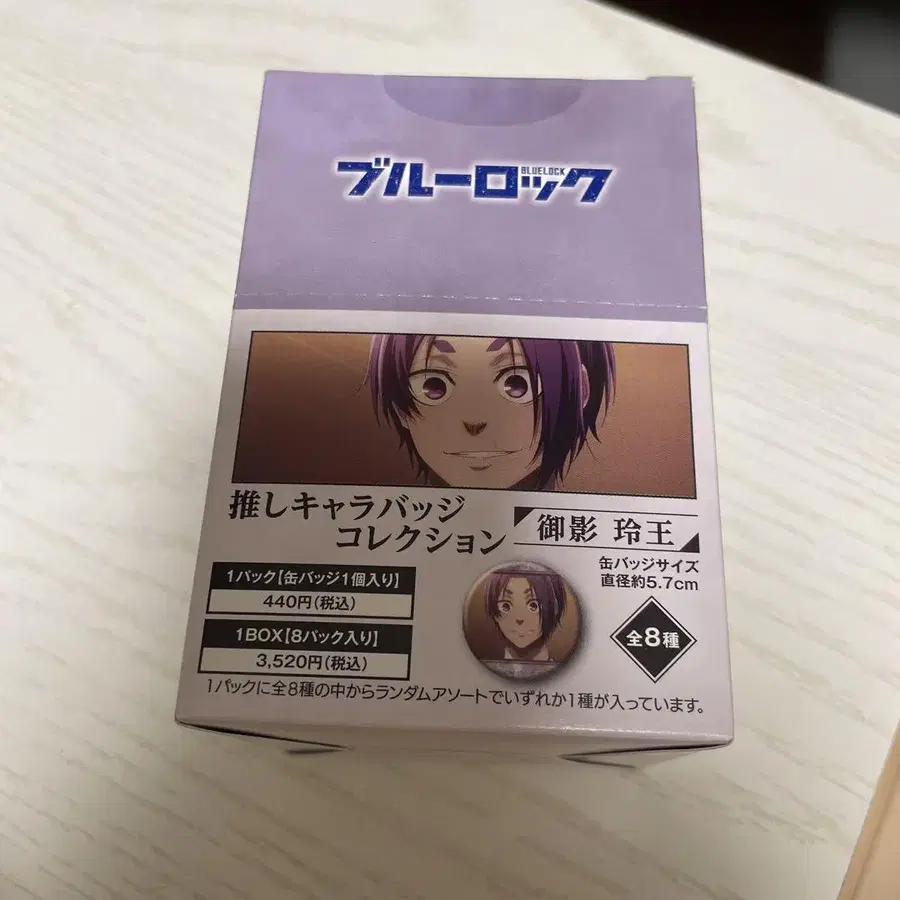 ブルーロック
BLUELOCK
推しキャラバッジ
コレクション
御影 玲王
缶バッジサイズ
直径約5.7cm
1パック【缶バッジ1個入り】
440円(税込)
1BOX【8パック入り】
3,520円(税込)
全8種
1パックに全8種の中からランダムアソートでいずれか1種が入っています。